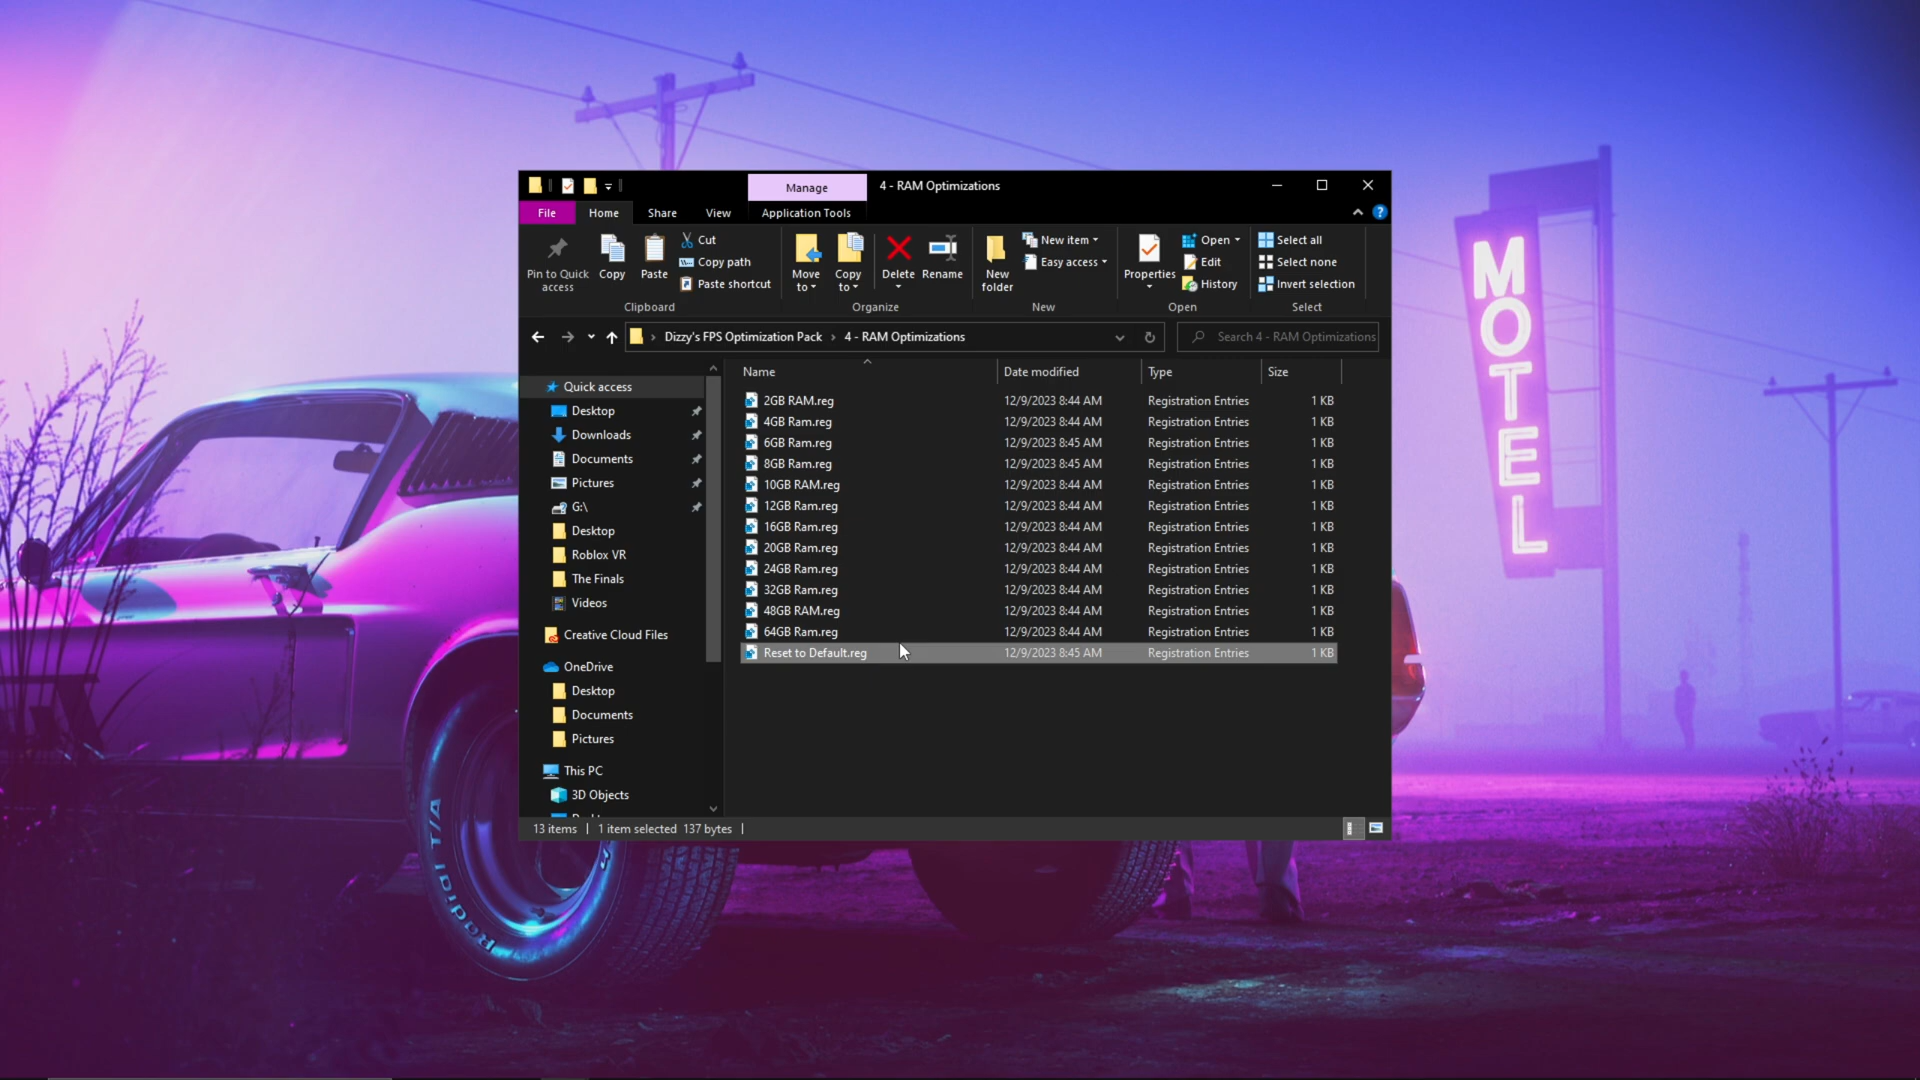 Manage
4 - RAM Optimizations
File
Home
Share
View
Application Tools
Pin to Quick access
Copy
Paste
Cut
Copy path
Paste shortcut
Clipboard
Move to
Copy to
Delete
Rename
Organize
New folder
New item
Easy access
New
Properties
Open
Edit
History
Open
Select all
Select none
Invert selection
Select
Dizzy's FPS Optimization Pack
4 - RAM Optimizations
Search 4 - RAM Optimizations
Quick access
Desktop
Downloads
Documents
Pictures
G:\
Desktop
Roblox VR
The Finals
Videos
Creative Cloud Files
OneDrive
Desktop
Documents
Pictures
This PC
3D Objects
Name Date modified Type Size
2GB RAM.reg 12/9/2023 8:44 AM Registration Entries 1 KB
4GB Ram.reg 12/9/2023 8:44 AM Registration Entries 1 KB
6GB Ram.reg 12/9/2023 8:45 AM Registration Entries 1 KB
8GB Ram.reg 12/9/2023 8:45 AM Registration Entries 1 KB
10GB RAM.reg 12/9/2023 8:44 AM Registration Entries 1 KB
12GB Ram.reg 12/9/2023 8:44 AM Registration Entries 1 KB
16GB Ram.reg 12/9/2023 8:44 AM Registration Entries 1 KB
20GB Ram.reg 12/9/2023 8:44 AM Registration Entries 1 KB
24GB Ram.reg 12/9/2023 8:44 AM Registration Entries 1 KB
32GB Ram.reg 12/9/2023 8:44 AM Registration Entries 1 KB
48GB RAM.reg 12/9/2023 8:44 AM Registration Entries 1 KB
64GB Ram.reg 12/9/2023 8:44 AM Registration Entries 1 KB
Reset to Default.reg 12/9/2023 8:45 AM Registration Entries 1 KB
13 items
1 item selected 137 bytes
MOTEL
Radial T/A